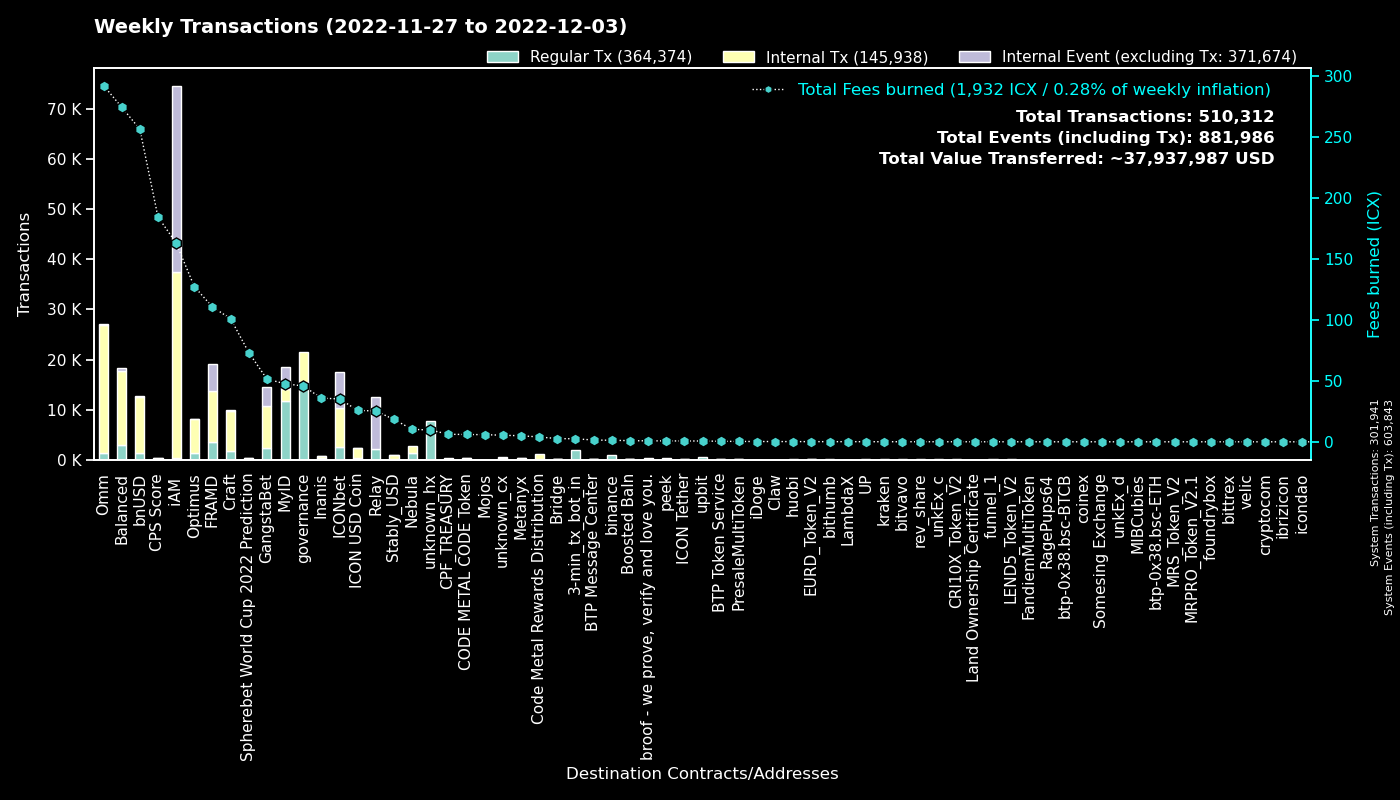 Weekly Transactions (2022-11-27 to 2022-12-03)
Regular Tx (364,374)
Internal Tx (145,938)
Internal Event (excluding Tx: 371,674)
Total Fees burned (1,932 ICX / 0.28% of weekly inflation)
Total Transactions: 510,312
Total Events (including Tx): 881,986
Total Value Transferred: ~37,937,987 USD
Transactions
70 K
60 K
50 K
40 K
30 K
20 K
10 K
0 K
300
250
200
150
100
50
0
Fees burned (ICX)
System Transactions: 301,941
System Events (including Tx): 603,843
Omm
Balanced
bnUSD
CPS Score
iAM
Optimus
FRAMD
Craft
Spherebet World Cup 2022 Prediction
GangstaBet
MyID
governance
Inanis
ICONbet
ICON USD Coin
Relay
Stably_USD
Nebula
unknown_hx
CPF_TREASURY
CODE METAL CODE Token
Mojos
unknown_cx
Metanyx
Code Metal Rewards Distribution
Bridge
3-min_tx_bot_in
BTP Message Center
binance
Boosted Baln
broof - we prove, verify and love you.
peek
ICON Tether
upbit
BTP Token Service
PresaleMultiToken
iDoge
Claw
huobi
EURD_Token_V2
bithumb
LambdaX
UP
kraken
bitvavo
rev_share
unkEx_c
CRI10X_Token_V2
Land Ownership Certificate
funnel_1
LEND5_Token_V2
FandiemMultiToken
RagePups64
btp-0x38.bsc-BTCB
coinex
Somesing Exchange
unkEx_d
MIBCubies
btp-0x38.bsc-ETH
MRS_Token_V2
MRPRO_Token_V2.1
foundrybox
bittrex
velic
cryptocom
ibrizicon
icondao
Destination Contracts/Addresses